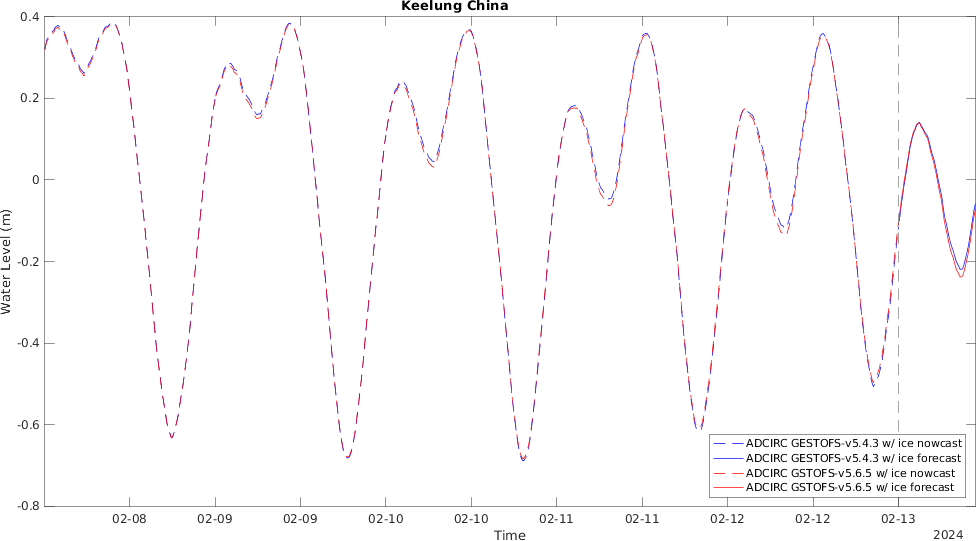 Keelung China
Water Level (m)
0.4
0.2
0
-0.2
-0.4
-0.6
-0.8
ADCIRC GESTOFS-v5.4.3 w/ ice nowcast
ADCIRC GESTOFS-v5.4.3 w/ ice forecast
ADCIRC GSTOFS-v5.6.5 w/ ice nowcast
ADCIRC GSTOFS-v5.6.5 w/ ice forecast
02-08 02-09 02-09 02-10 02-10 02-11 02-11 02-12 02-12 02-13
Time
2024